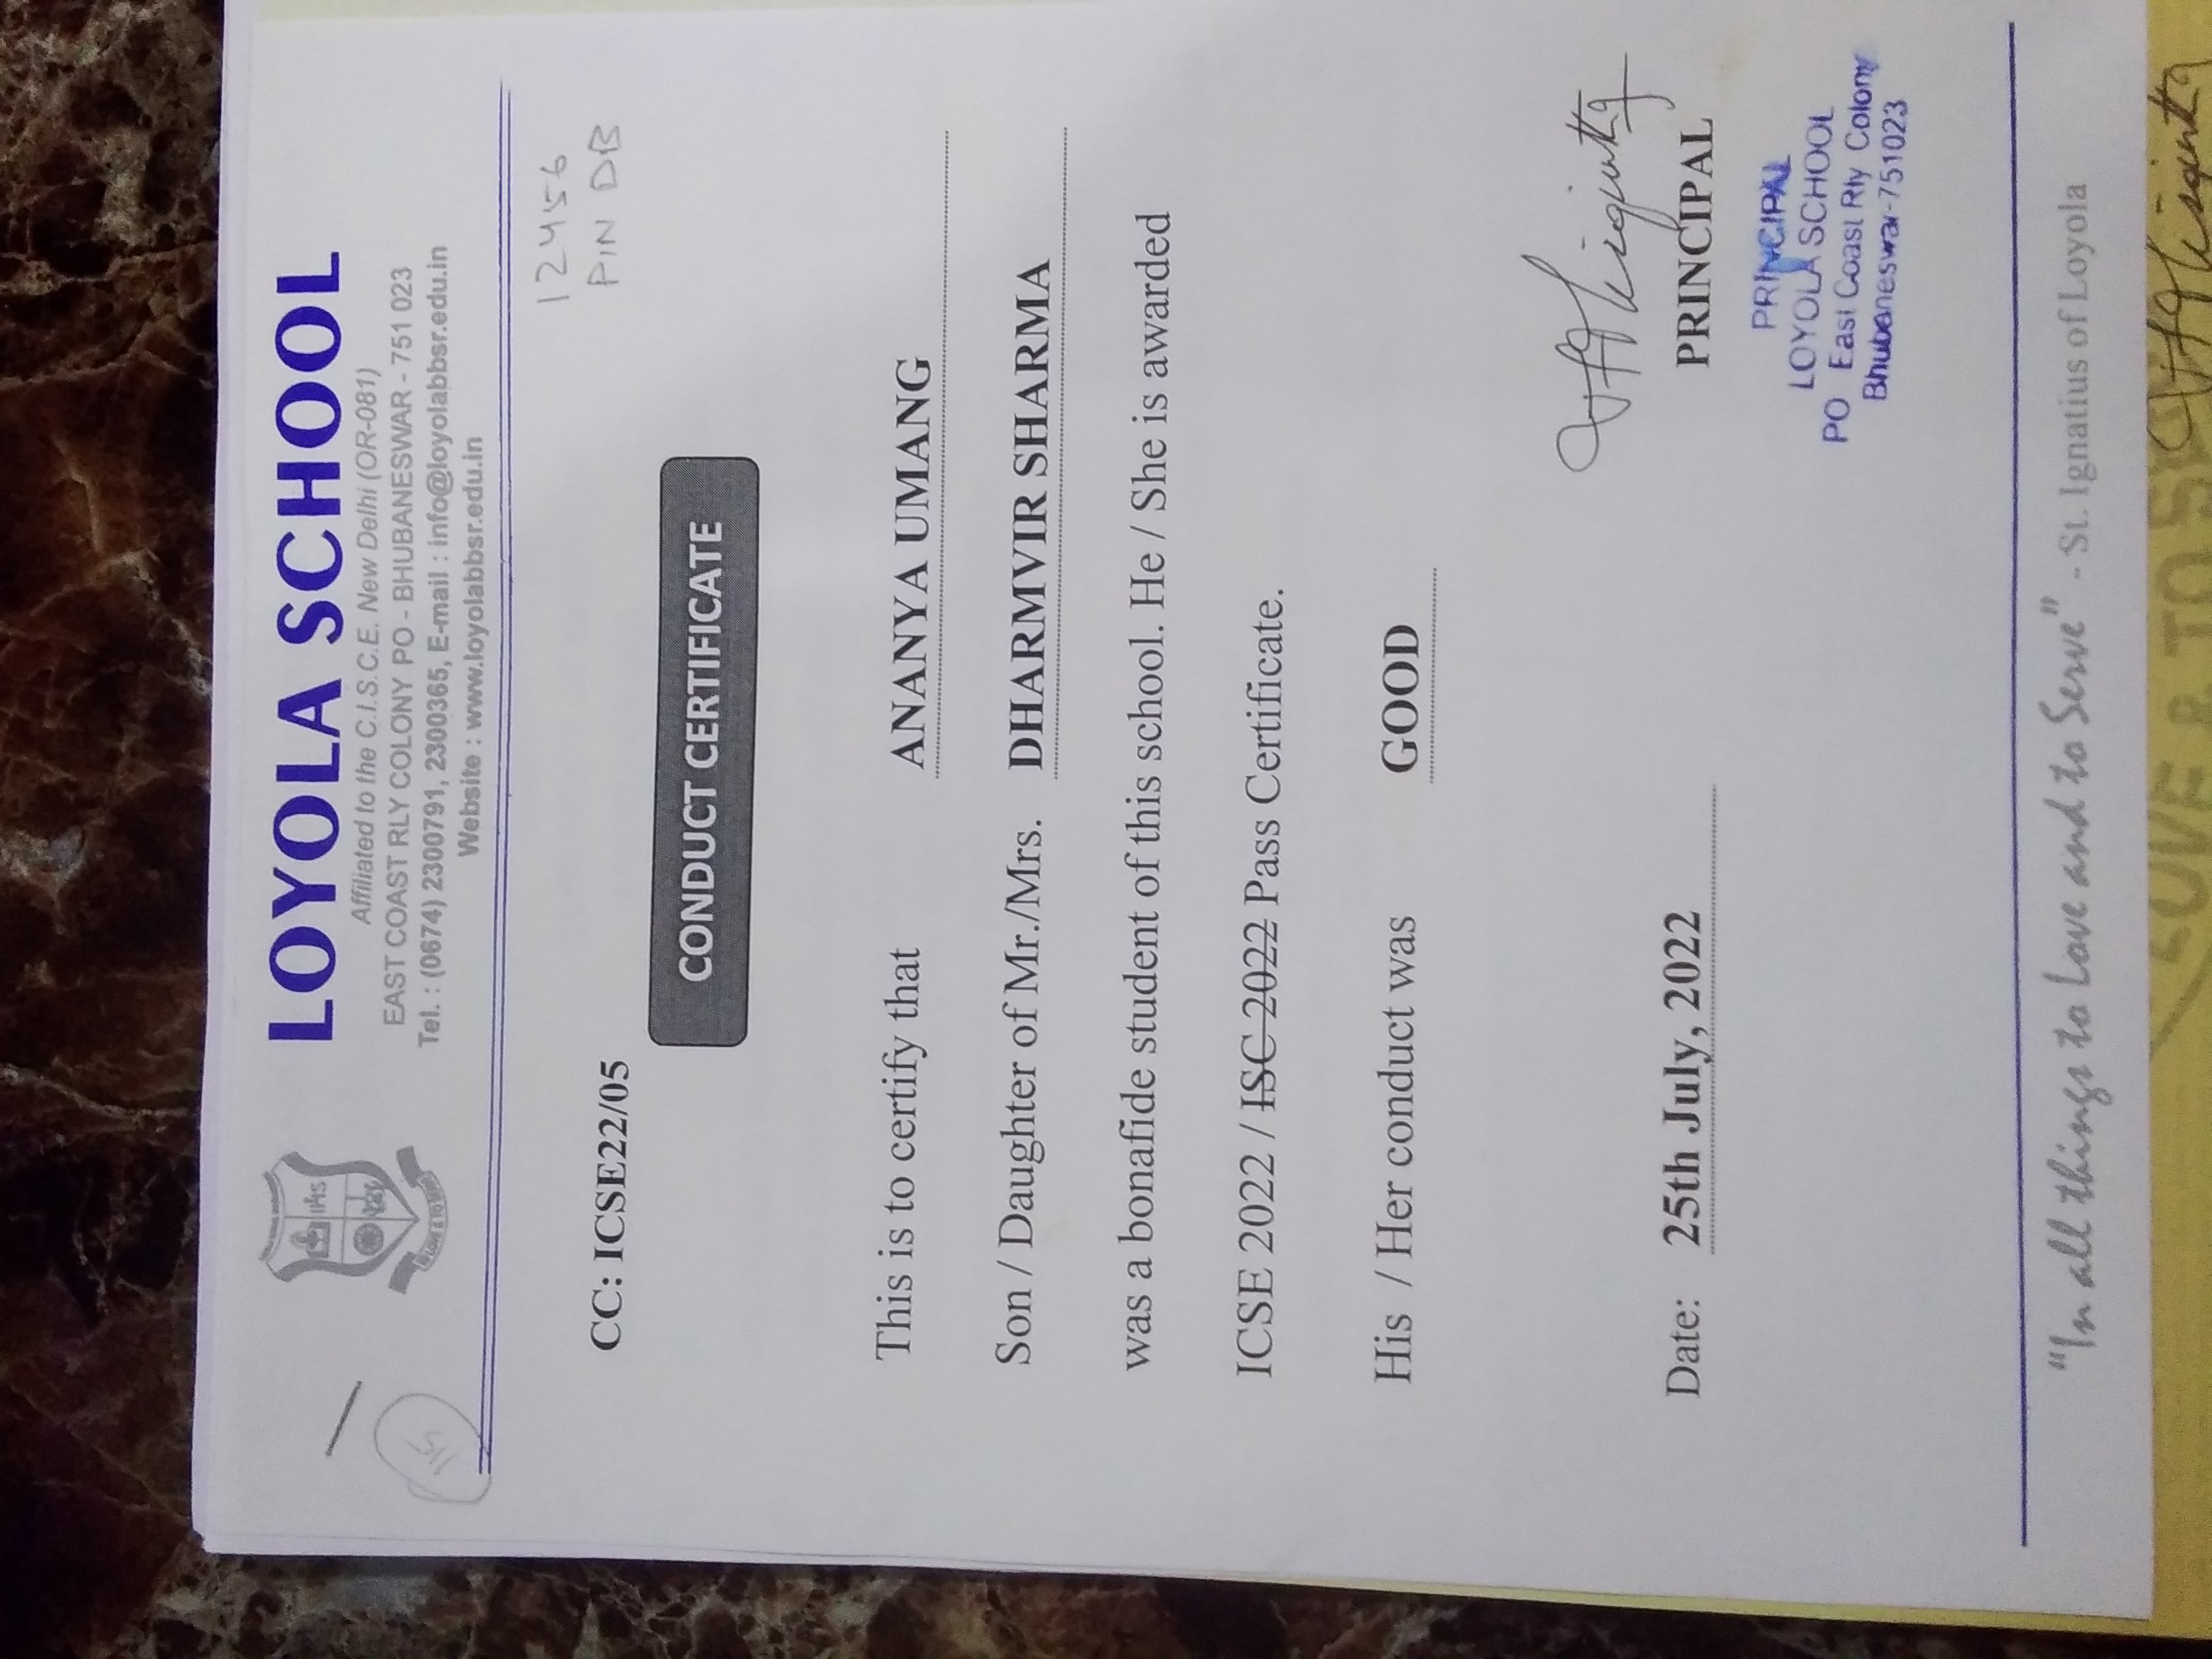 LOYOLA SCHOOL
Affiliated to the C.I.S.C.E. New Delhi (OR-081)
EAST COAST RLY COLONY PO - BHUBANESWAR - 751 023
Tel. : (0674) 2300791, 2300365, E-mail : info@loyolabbsr.edu.in
Website : www.loyolabbsr.edu.in
IHS
12456
PIN DB
CC: ICSE22/05
CONDUCT CERTIFICATE
This is to certify that ANANYA UMANG
Son / Daughter of Mr./Mrs. DHARMVIR SHARMA
was a bonafide student of this school. He / She is awarded
ICSE 2022 / ISC 2022 Pass Certificate.
His / Her conduct was GOOD
Date: 25th July, 2022
PRINCIPAL
PRINCIPAL
LOYOLA SCHOOL
PO East Coast Rly Colony
Bhubaneswar-751023
"In all things to Love and to Serve" - St. Ignatius of Loyola